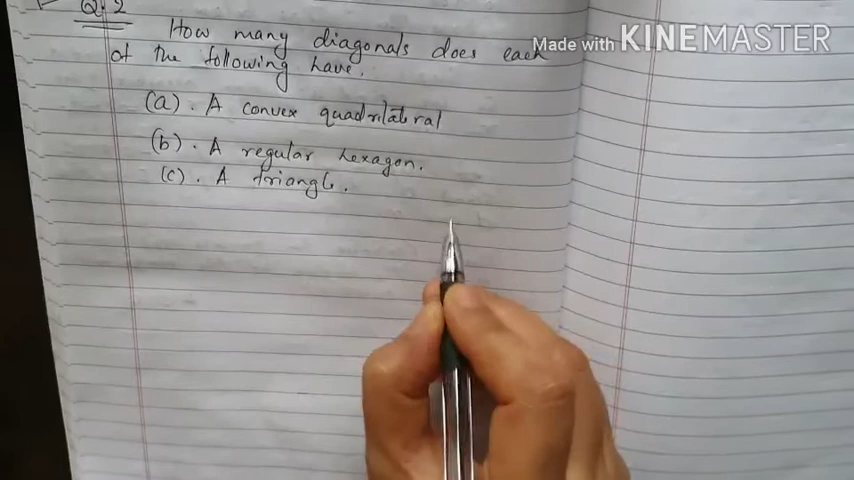 Q.2
How many diagonals does each
of the following have.
(a). A convex quadrilateral
(b). A regular hexagon.
(c). A triangle.
Made with KINEMASTER